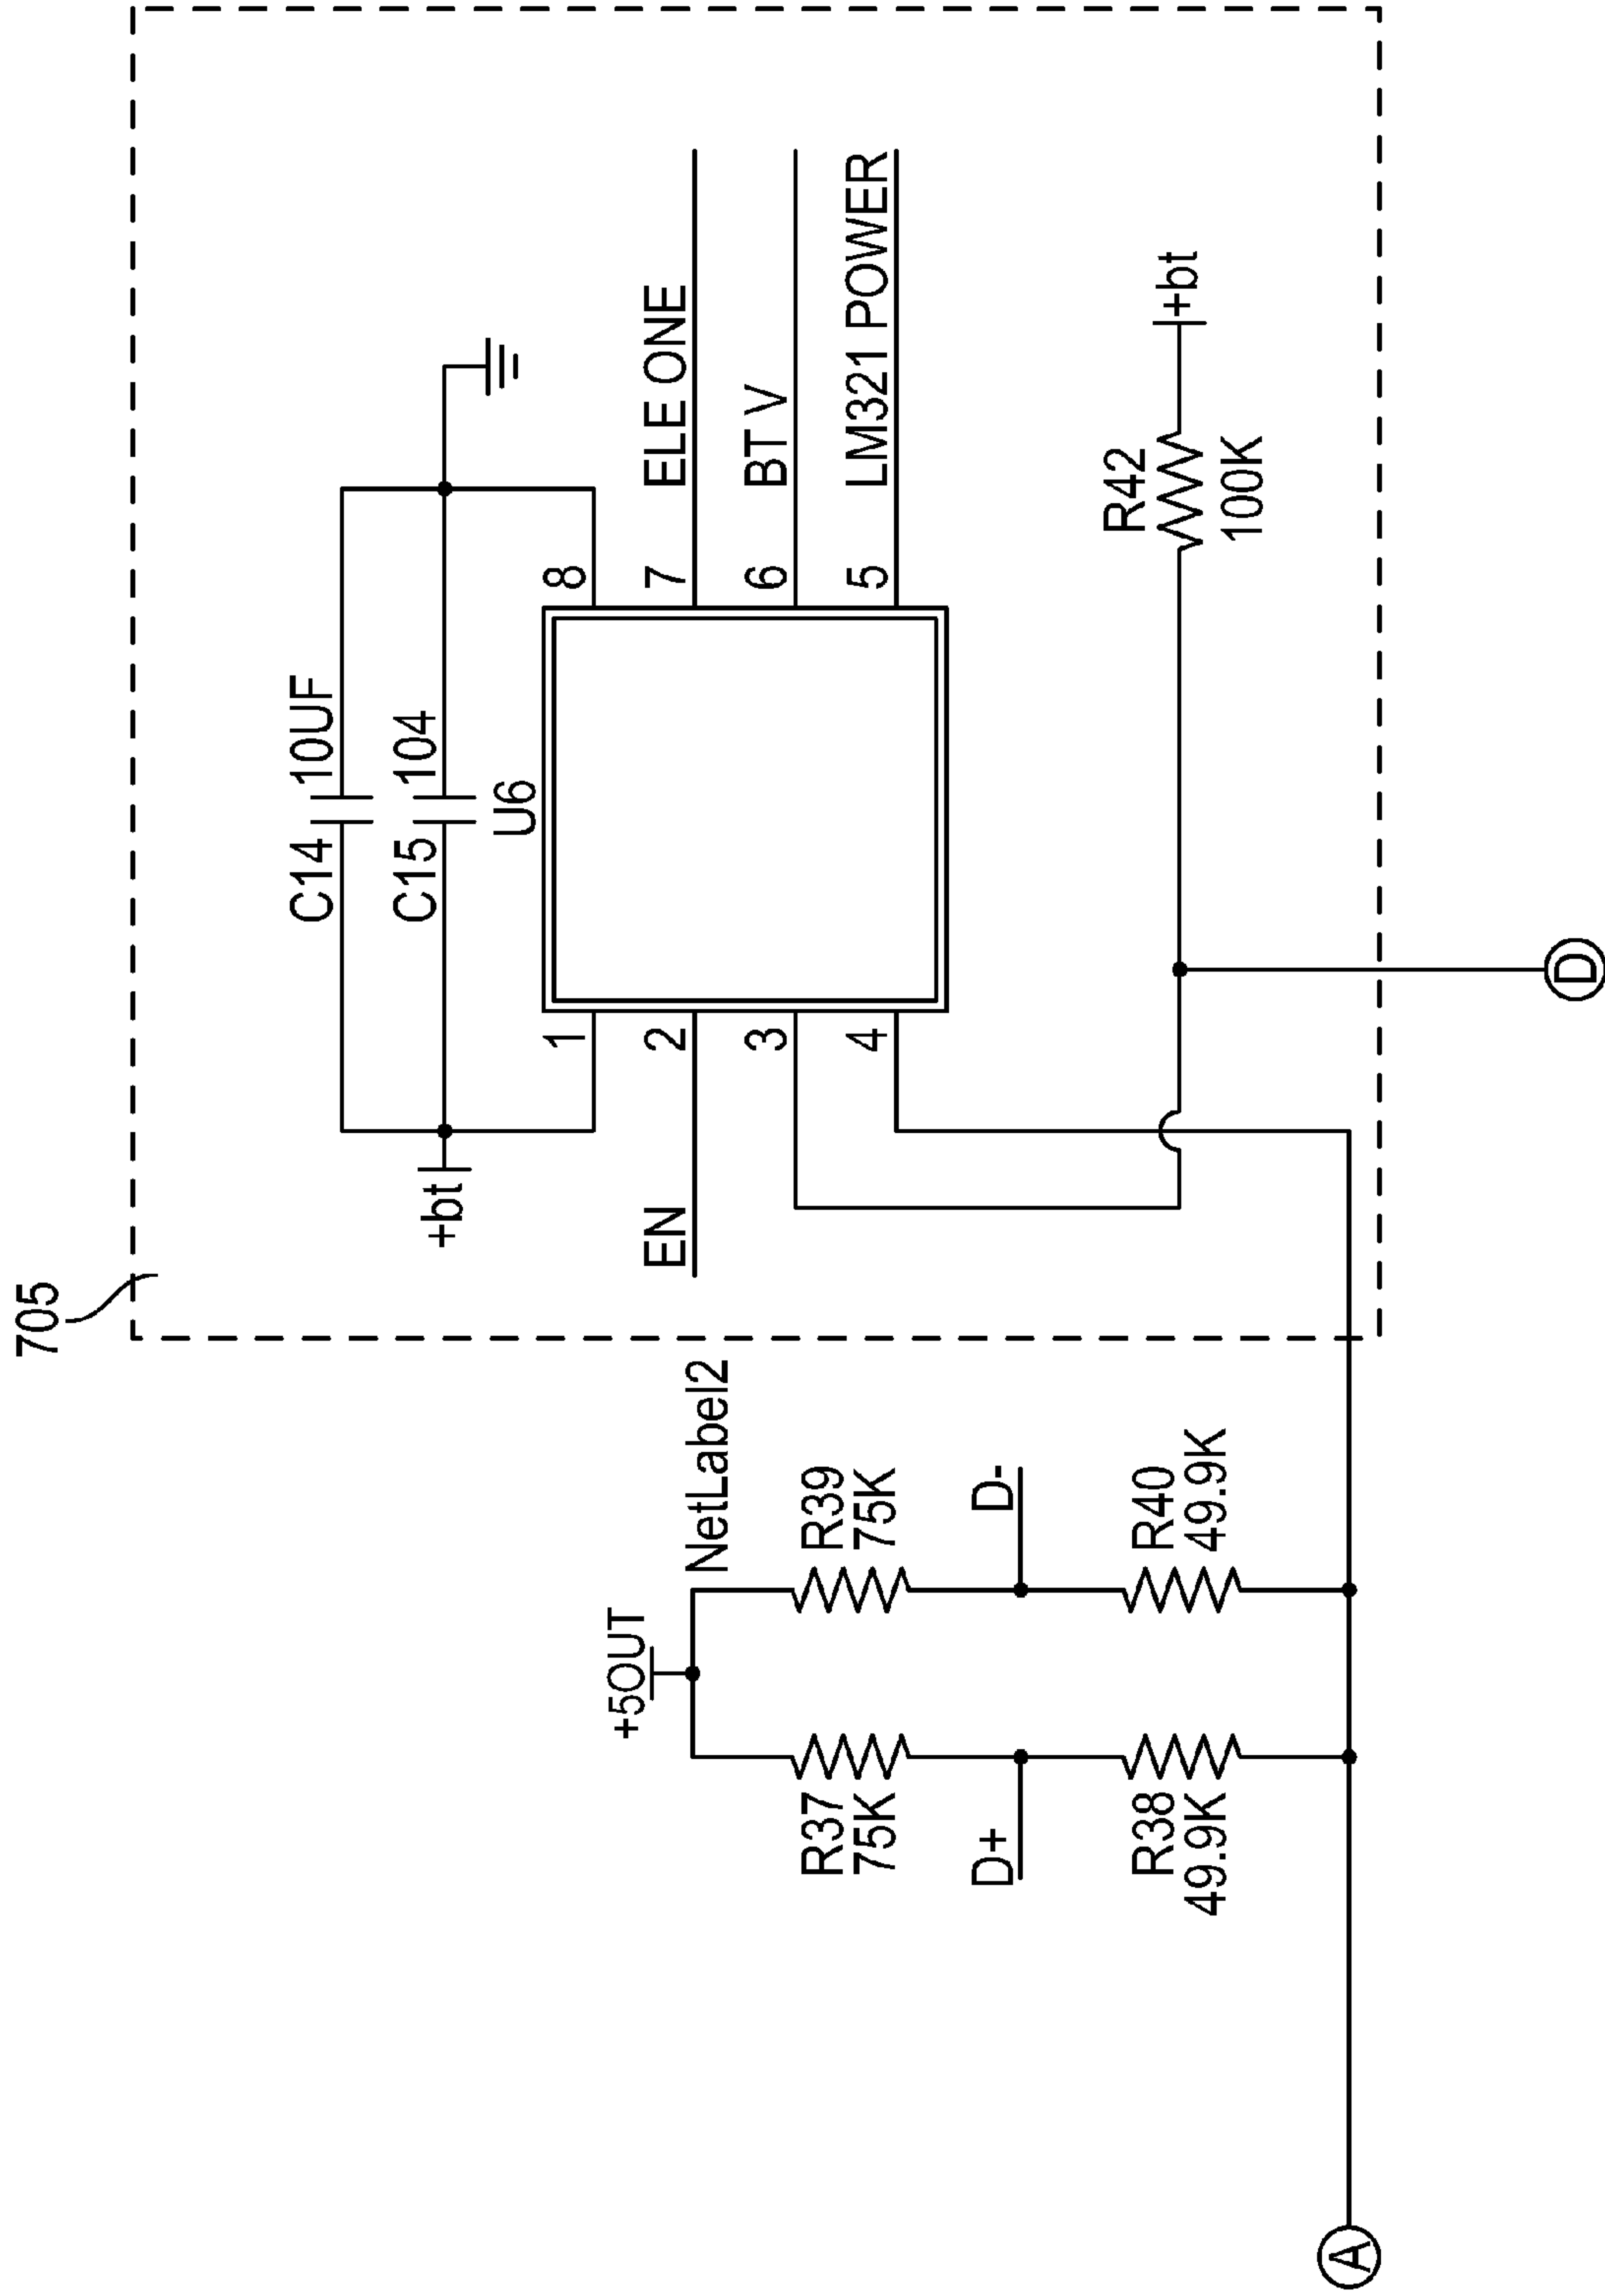 705
C14 10UF
C15 104
+bt
U6
1
8
EN
2
7
ELE ONE
3
6
BT V
4
5
LM321 POWER
+5OUT
NetLabel2
R37
75K
R39
75K
D+
D-
R38
49.9K
R40
49.9K
R42
100K
+bt
A
D